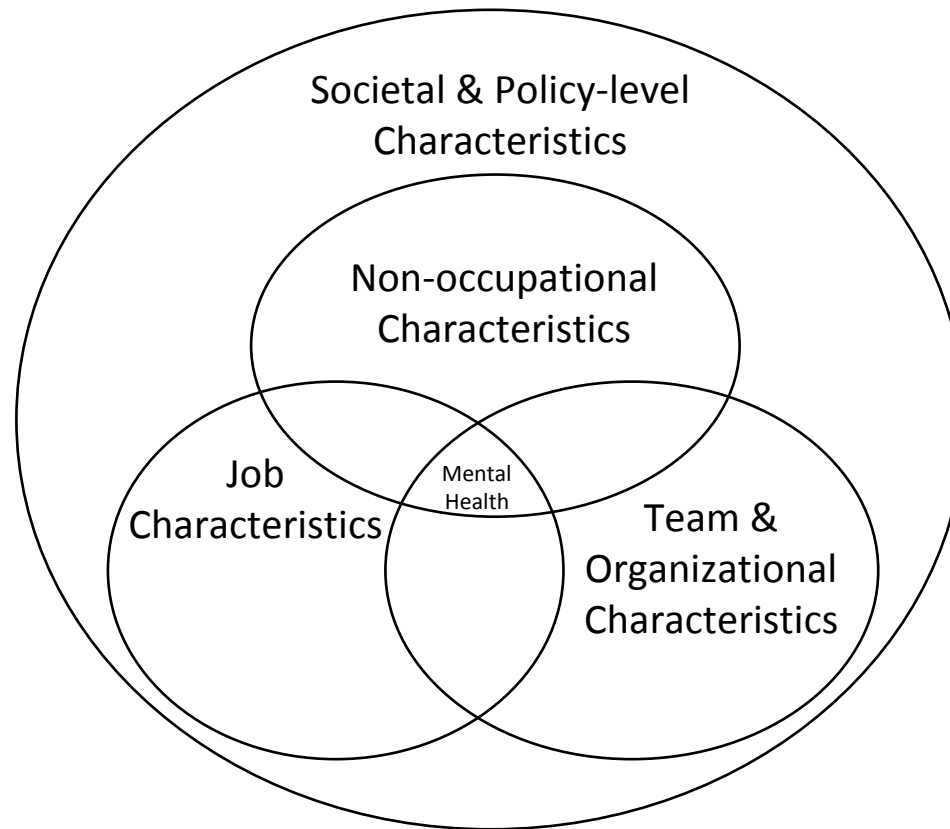 Societal & Policy-level
Characteristics
Non-occupational
Characteristics
Mental
Health
Job
Characteristics
Team &
Organizational
Characteristics